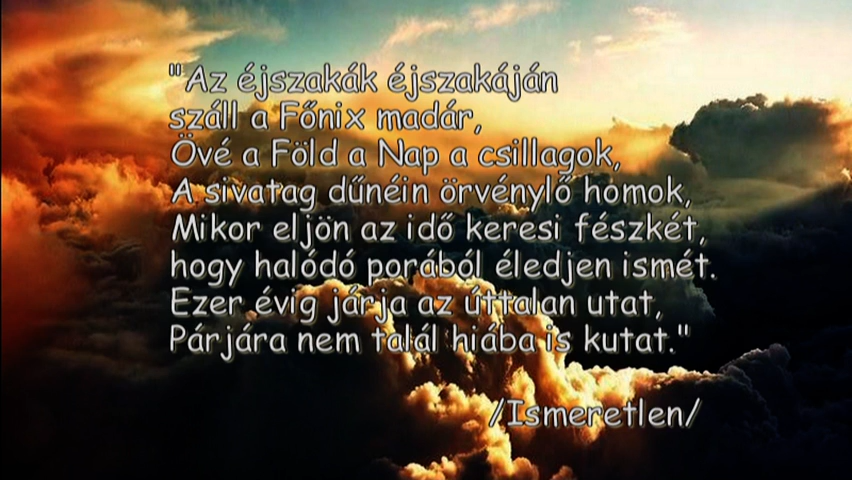 "Az éjszakák éjszakáján
száll a Főnix madár,
Övé a Föld a Nap a csillagok,
A sivatag dűnéin örvénylő homok,
Mikor eljön az idő keresi fészkét,
hogy halódó porából éledjen ismét.
Ezer évig járja az úttalan utat,
Párjára nem talál hiába is kutat."
/Ismeretlen/